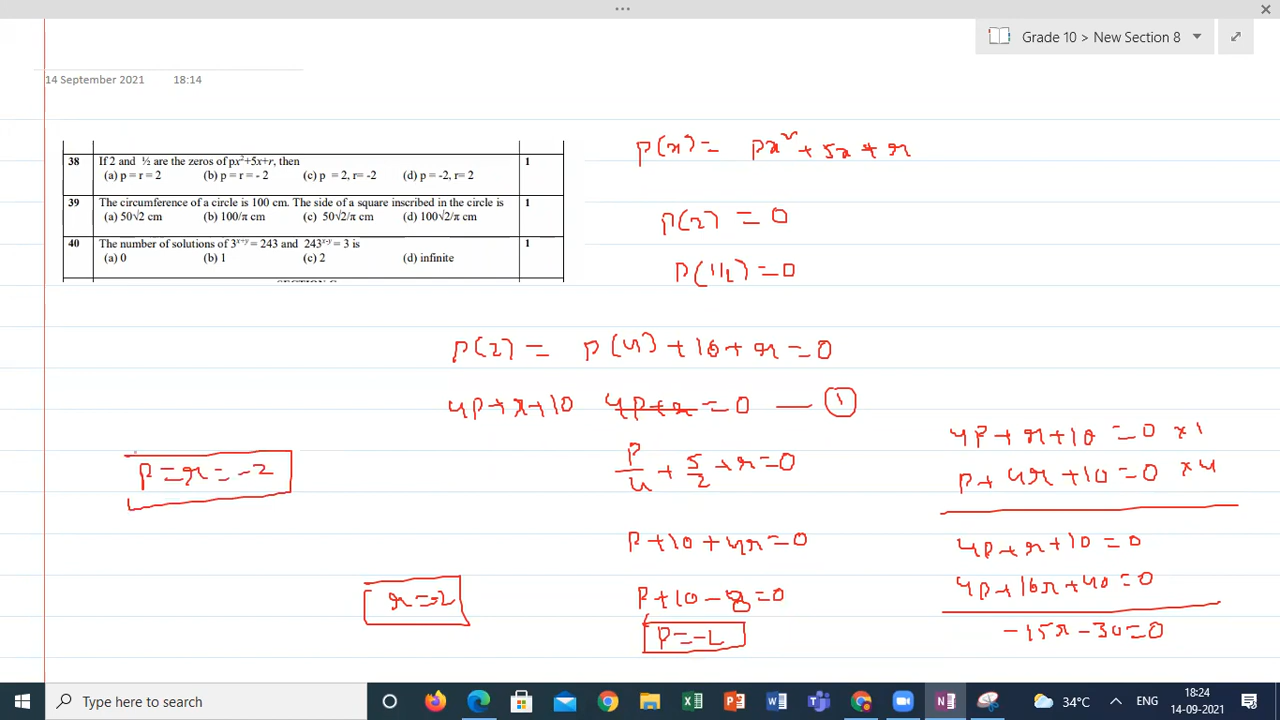 Grade 10 > New Section 8
14 September 2021 18:14
38 If 2 and ½ are the zeros of px²+5x+r, then 1
(a) p = r = 2 (b) p = r = - 2 (c) p = 2, r= -2 (d) p = -2, r= 2
39 The circumference of a circle is 100 cm. The side of a square inscribed in the circle is 1
(a) 50√2 cm (b) 100/π cm (c) 50√2/π cm (d) 100√2/π cm
40 The number of solutions of 3ˣ⁺ʸ = 243 and 243ˣ⁻ʸ = 3 is 1
(a) 0 (b) 1 (c) 2 (d) infinite
p(x) = px² + 5x + r
p(2) = 0
p(1/2) = 0
p(2) = p(4) + 10 + r = 0
4p + r + 10 4p + r = 0 — ①
p/4 + 5/2 + r = 0
p + 10 + 4r = 0
p + 10 - 8 = 0
p = -2
4p + r + 10 = 0 ×1
p + 4r + 10 = 0 ×4
4p + r + 10 = 0
4p + 16r + 40 = 0
-15r - 30 = 0
r = -2
p = r = -2
Type here to search
34°C
ENG
18:24
14-09-2021